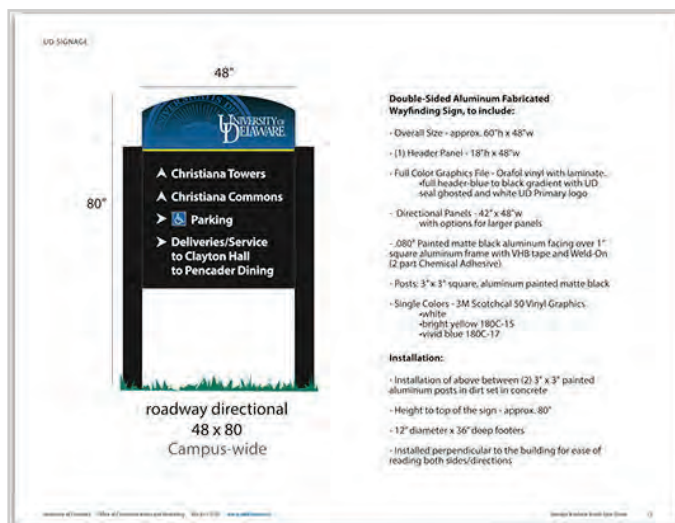 UD SIGNAGE
48"
80"
UNIVERSITY OF
DELAWARE
Christiana Towers
Christiana Commons
Parking
Deliveries/Service
to Clayton Hall
to Pencader Dining
roadway directional
48 x 80
Campus-wide
Double-Sided Aluminum Fabricated
Wayfinding Sign, to include:
- Overall Size - approx. 60"h x 48"w
- (1) Header Panel - 18"h x 48"w
- Full Color Graphics File - Orafol vinyl with laminate.
•full header-blue to black gradient with UD
seal ghosted and white UD Primary logo
- Directional Panels - 42" x 48"w
with options for larger panels
- .080" Painted matte black aluminum facing over 1"
square aluminum frame with VHB tape and Weld-On
(2 part Chemical Adhesive)
- Posts: 3" x 3" square, aluminum painted matte black
- Single Colors - 3M Scotchcal 50 Vinyl Graphics
•white
•bright yellow 180C-15
•vivid blue 180C-17
Installation:
- Installation of above between (2) 3" x 3" painted
aluminum posts in dirt set in concrete
- Height to top of the sign - approx. 80"
- 12" diameter x 36" deep footers
- Installed perpendicular to the building for ease of
reading both sides/directions